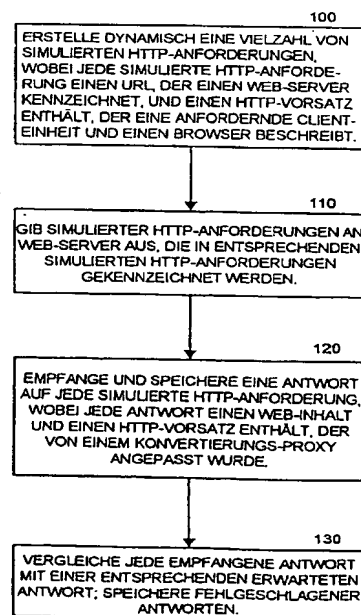 100
ERSTELLE DYNAMISCH EINE VIELZAHL VON
SIMULIERTEN HTTP-ANFORDERUNGEN,
WOBEI JEDE SIMULIERTE HTTP-ANFORDE-
RUNG EINEN URL, DER EINEN WEB-SERVER
KENNZEICHNET, UND EINEN HTTP-VORSATZ
ENTHÄLT, DER EINE ANFORDERNDE CLIENT-
EINHEIT UND EINEN BROWSER BESCHREIBT.
110
GIB SIMULIERTER HTTP-ANFORDERUNGEN AN
WEB-SERVER AUS, DIE IN ENTSPRECHENDEN
SIMULIERTEN HTTP-ANFORDERUNGEN
GEKENNZEICHNET WERDEN.
120
EMPFANGE UND SPEICHERE EINE ANTWORT
AUF JEDE SIMULIERTE HTTP-ANFORDERUNG,
WOBEI JEDE ANTWORT EINEN WEB-INHALT
UND EINEN HTTP-VORSATZ ENTHÄLT, DER
VON EINEM KONVERTIERUNGS-PROXY
ANGEPASST WURDE.
130
VERGLEICHE JEDE EMPFANGENE ANTWORT
MIT EINER ENTSPRECHENDEN ERWARTETEN
ANTWORT; SPEICHERE FEHLGESCHLAGENER
ANTWORTEN.